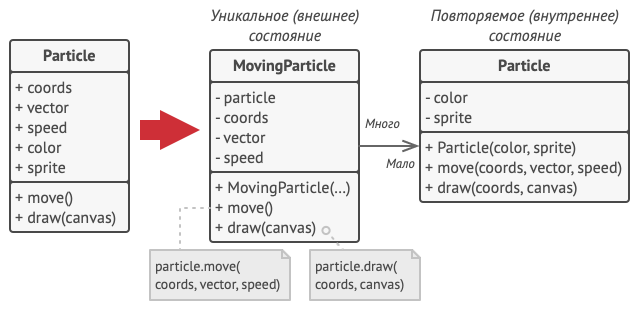 Уникальное (внешнее)
состояние
Повторяемое (внутреннее)
состояние
Particle
+ coords
+ vector
+ speed
+ color
+ sprite
+ move()
+ draw(canvas)
MovingParticle
- particle
- coords
- vector
- speed
+ MovingParticle(...)
+ move()
+ draw(canvas)
Много
Мало
Particle
- color
- sprite
+ Particle(color, sprite)
+ move(coords, vector, speed)
+ draw(coords, canvas)
particle.move(
coords, vector, speed)
particle.draw(
coords, canvas)